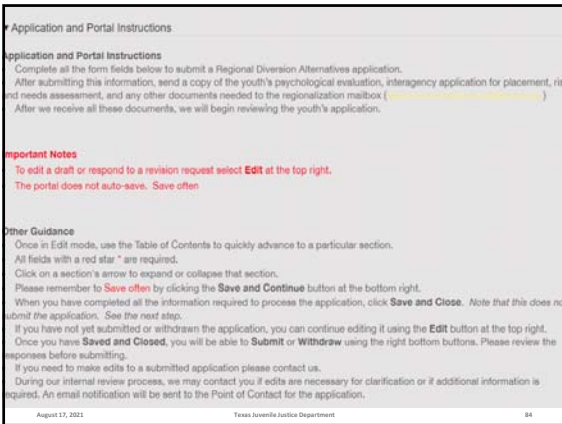 Application and Portal Instructions
Application and Portal Instructions
Complete all the form fields below to submit a Regional Diversion Alternatives application.
After submitting this information, send a copy of the youth's psychological evaluation, interagency application for placement,
and needs assessment, and any other documents needed to the regionalization mailbox ( )
After we receive all these documents, we will begin reviewing the youth's application.
Important Notes
To edit a draft or respond to a revision request select Edit at the top right.
The portal does not auto-save. Save often
Other Guidance
Once in Edit mode, use the Table of Contents to quickly advance to a particular section.
All fields with a red star * are required.
Click on a section's arrow to expand or collapse that section.
Please remember to Save often by clicking the Save and Continue button at the bottom right.
When you have completed all the information required to process the application, click Save and Close. Note that this does
submit the application. See the next step.
If you have not yet submitted or withdrawn the application, you can continue editing it using the Edit button at the top right.
Once you have Saved and Closed, you will be able to Submit or Withdraw using the right bottom buttons. Please review the
responses before submitting.
If you need to make edits to a submitted application please contact us.
During our internal review process, we may contact you if edits are necessary for clarification or if additional information is
required. An email notification will be sent to the Point of Contact for the application.
August 17, 2021 Texas Juvenile Justice Department 84